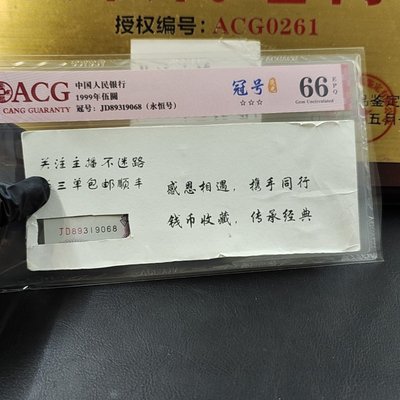 授权编号：ACG0261
ACG
CANG GUARANTY
中国人民银行
1999年伍圆
冠号：JD89319068（永恒号）
冠号
☆☆☆
66
EPQ
Gem Uncirculated
关注主播不迷路
三单包邮顺丰
感恩相遇，携手同行
钱币收藏，传承经典
JD89319068